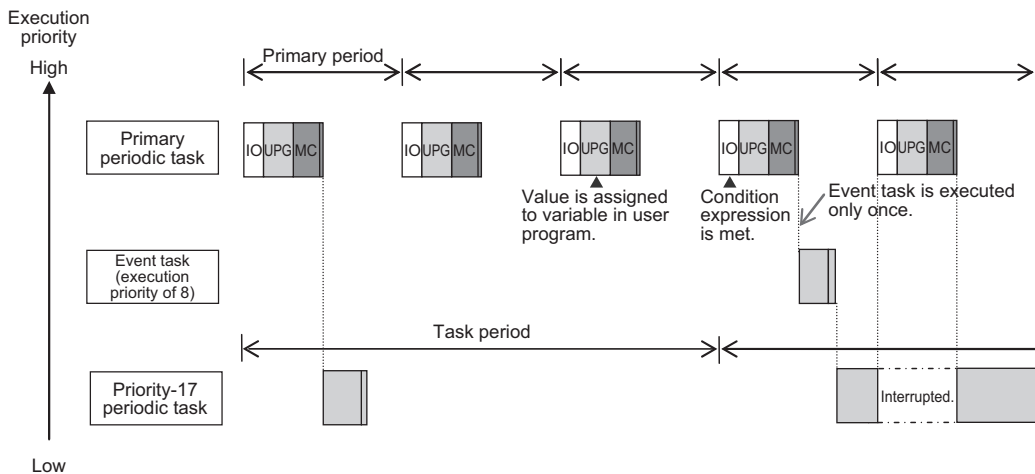 Execution
priority
High
Primary period
Primary
periodic task
IO UPG MC
IO UPG MC
IO UPG MC
IO UPG MC
IO UPG MC
Value is assigned
to variable in user
program.
Condition
expression
is met.
Event task is executed
only once.
Event task
(execution
priority of 8)
Task period
Priority-17
periodic task
Interrupted.
Low